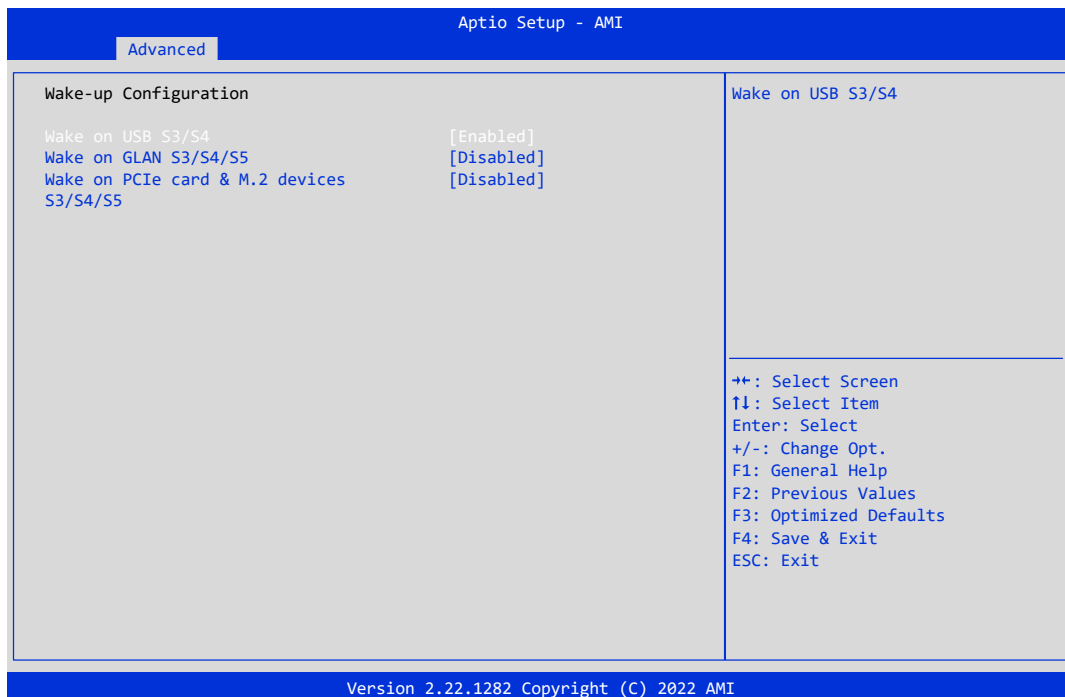 Aptio Setup - AMI
Advanced
Wake-up Configuration
Wake on USB S3/S4 [Enabled]
Wake on GLAN S3/S4/S5 [Disabled]
Wake on PCIe card & M.2 devices [Disabled]
S3/S4/S5
Wake on USB S3/S4
→←: Select Screen
↑↓: Select Item
Enter: Select
+/-: Change Opt.
F1: General Help
F2: Previous Values
F3: Optimized Defaults
F4: Save & Exit
ESC: Exit
Version 2.22.1282 Copyright (C) 2022 AMI